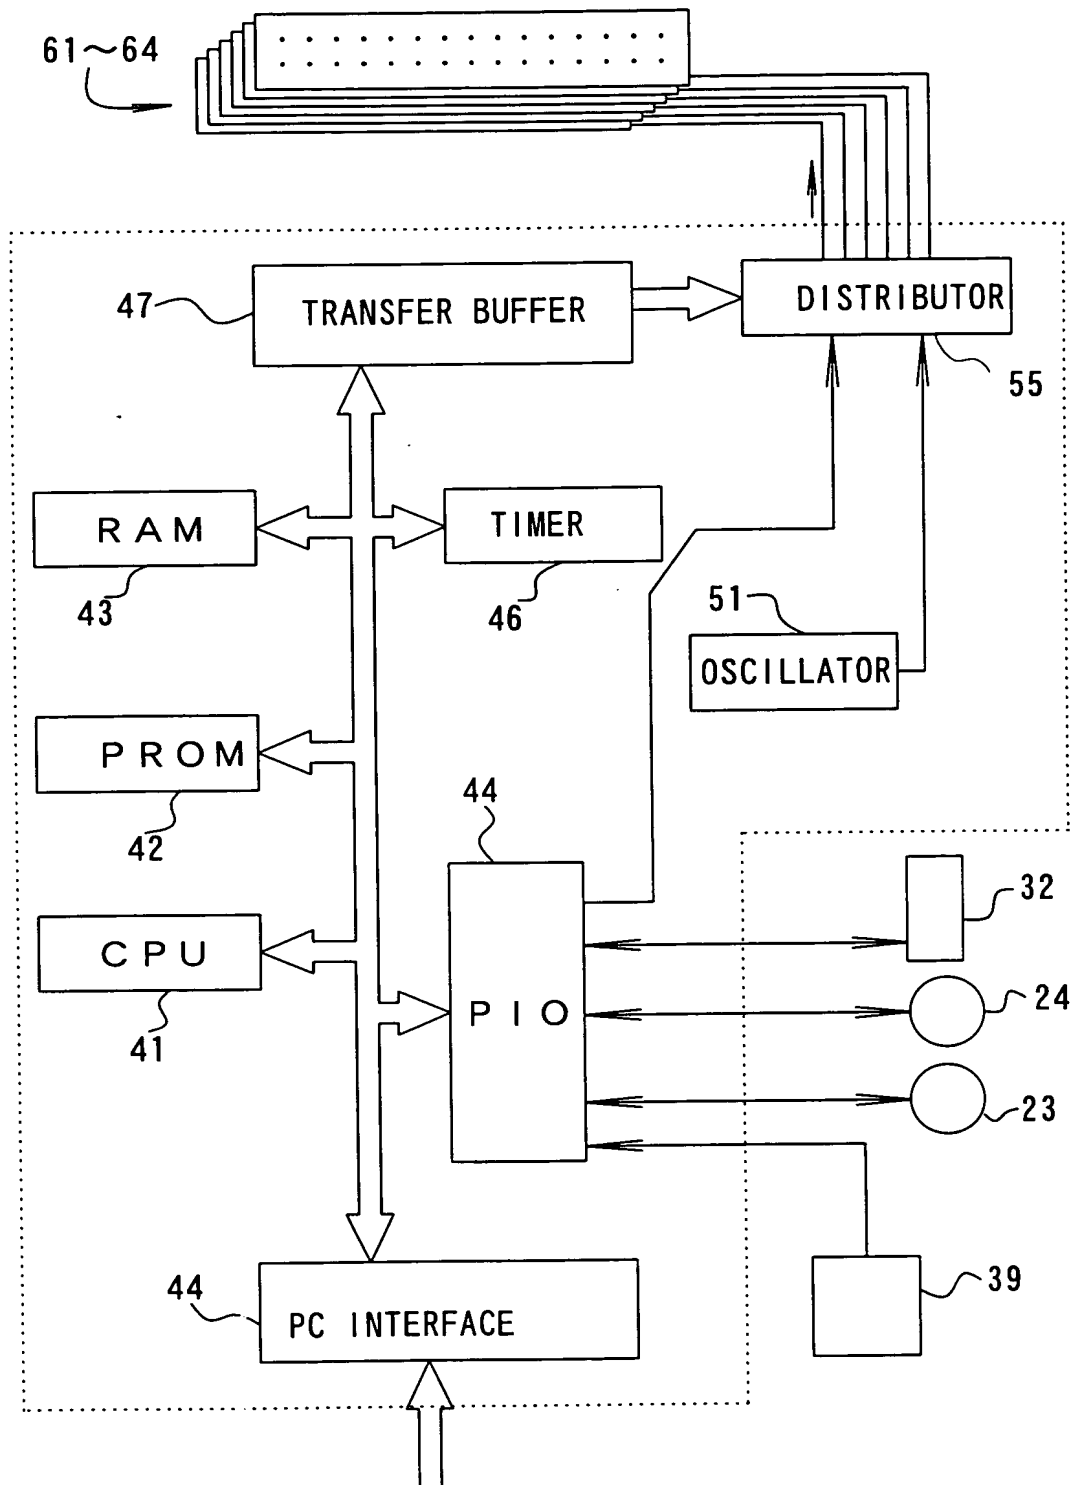 61～64
47
TRANSFER BUFFER
DISTRIBUTOR
55
RAM
43
TIMER
46
51
OSCILLATOR
PROM
42
44
32
CPU
41
PIO
24
23
44
PC INTERFACE
39